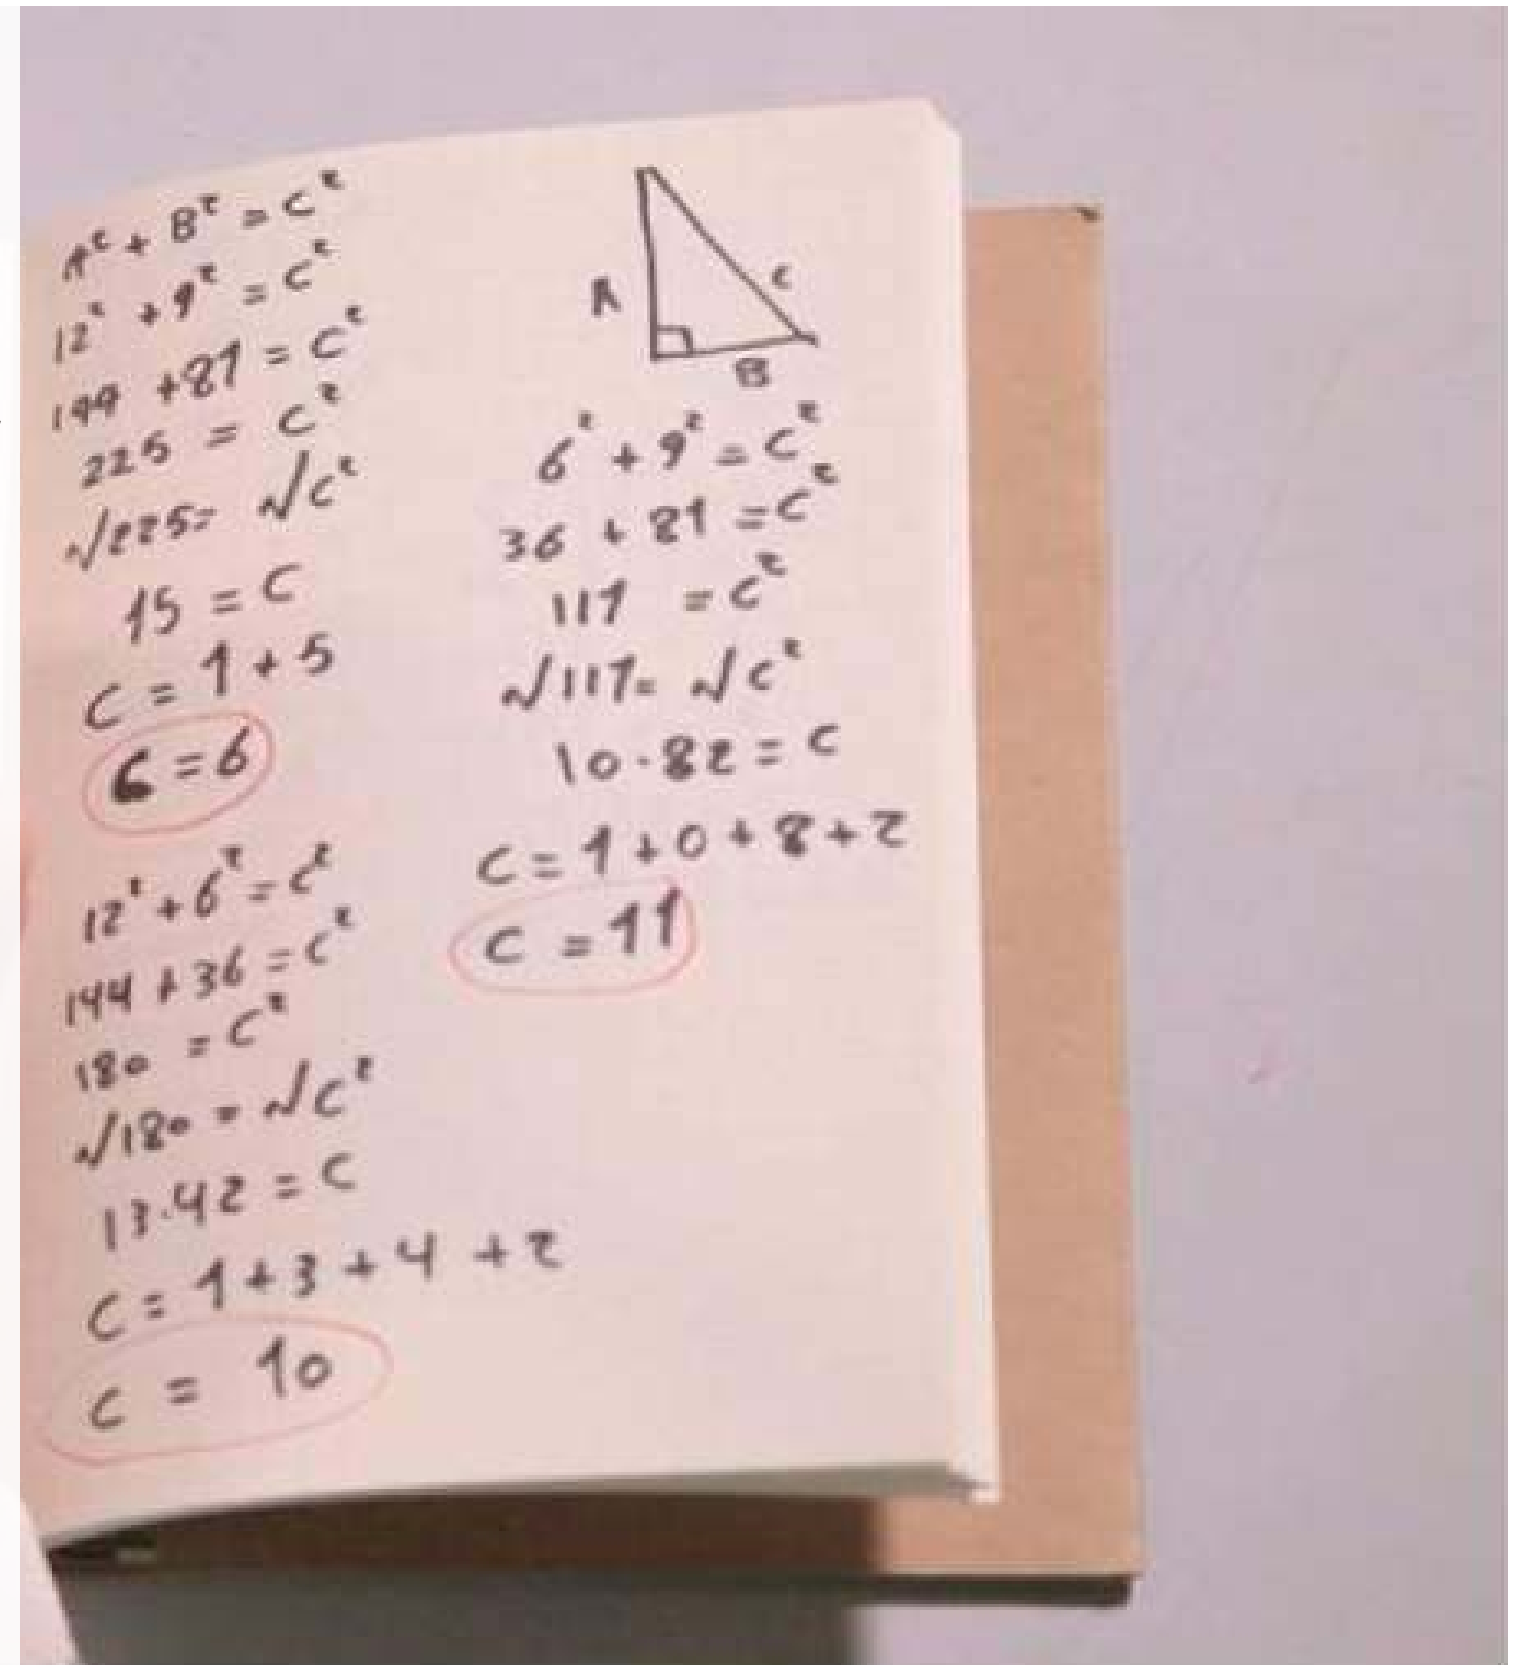 A² + B² = C²
12² + 9² = C²
144 + 81 = C²
225 = C²
√225 = √C²
15 = C
C = 1 + 5
6 = 6
12² + 6² = C²
144 + 36 = C²
180 = C²
√180 = √C²
13.42 = C
C = 1 + 3 + 4 + 2
C = 10
A
C
B
6² + 9² = C²
36 + 81 = C²
117 = C²
√117 = √C²
10.82 = C
C = 1 + 0 + 8 + 2
C = 11